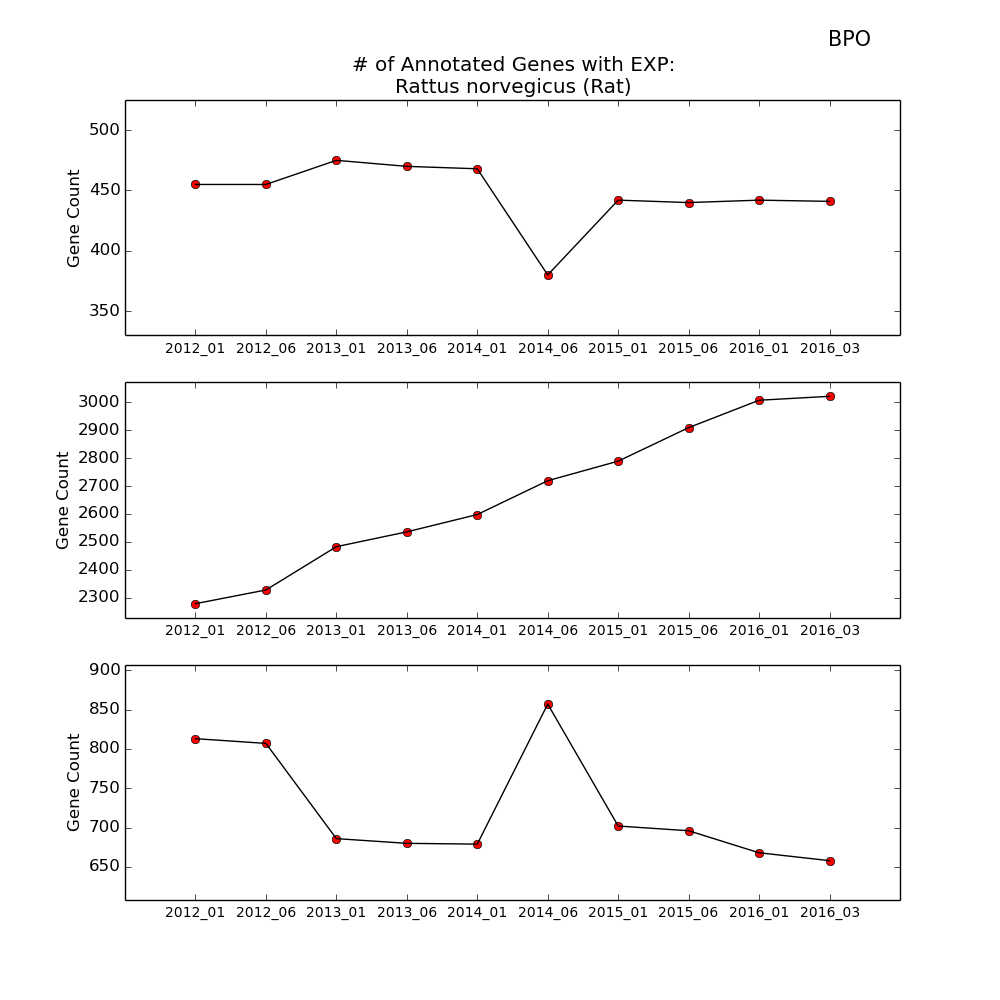 BPO
# of Annotated Genes with EXP:
Rattus norvegicus (Rat)
500
450
400
350
Gene Count
2012_01 2012_06 2013_01 2013_06 2014_01 2014_06 2015_01 2015_06 2016_01 2016_03
3000
2900
2800
2700
2600
2500
2400
2300
Gene Count
2012_01 2012_06 2013_01 2013_06 2014_01 2014_06 2015_01 2015_06 2016_01 2016_03
900
850
800
750
700
650
Gene Count
2012_01 2012_06 2013_01 2013_06 2014_01 2014_06 2015_01 2015_06 2016_01 2016_03